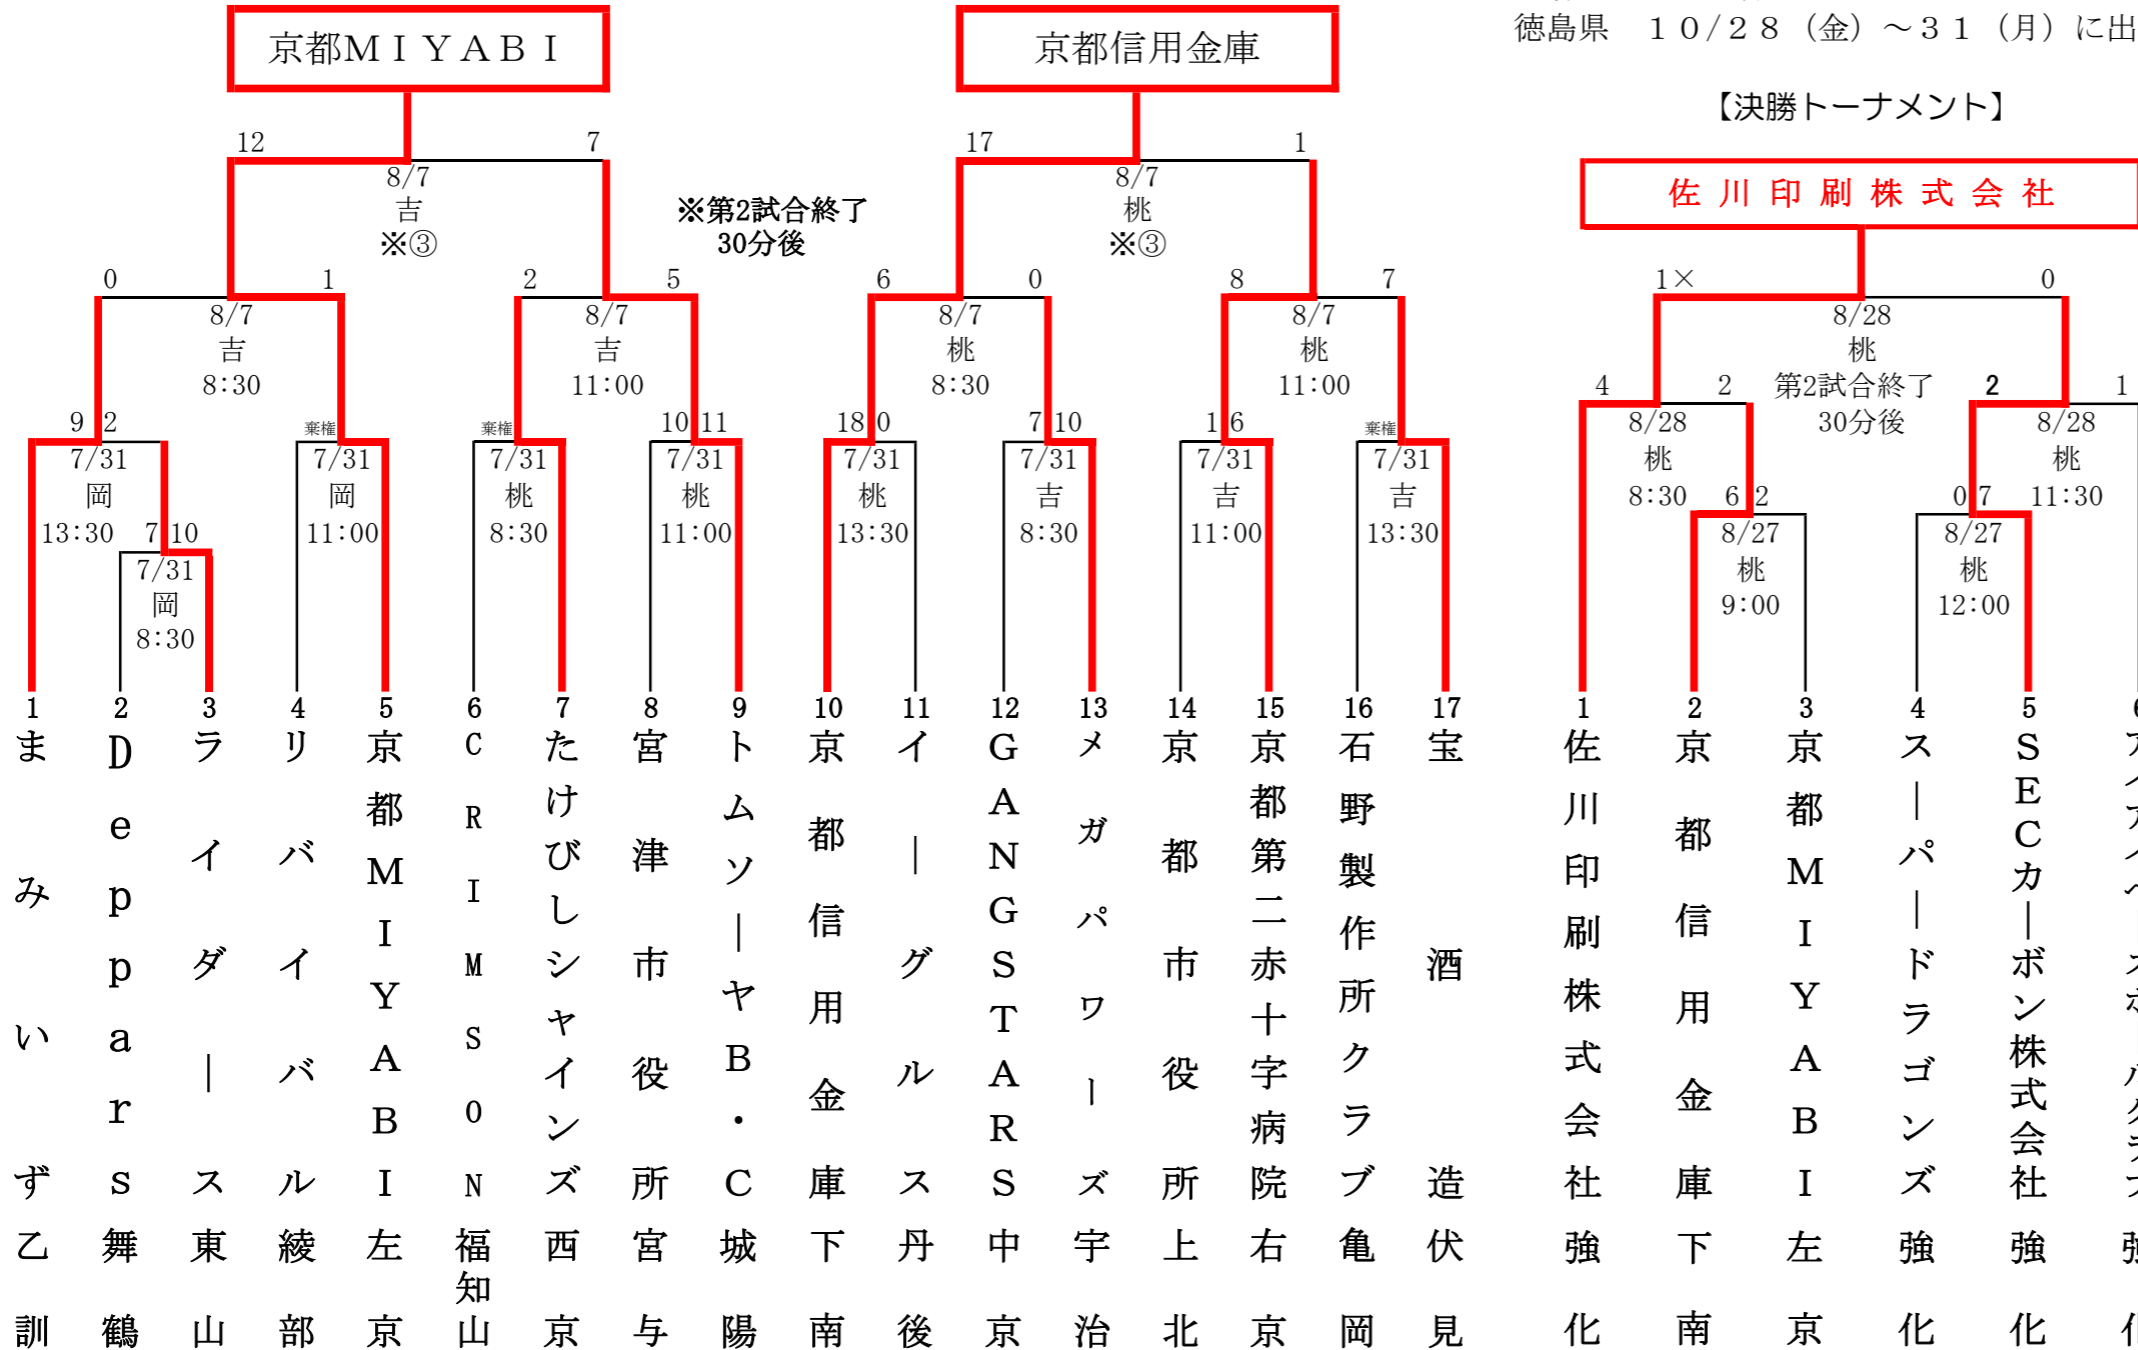 徳島県　１０/２８（金）～３１（月）に出
京都ＭＩＹＡＢＩ
京都信用金庫
【決勝トーナメント】
12 7
17 1
8/7
吉
※③
※第2試合終了
30分後
8/7
桃
※③
佐川印刷株式会社
0 1
2 5
6 0
8 7
1× 0
8/7
吉
8:30
8/7
吉
11:00
8/7
桃
8:30
8/7
桃
11:00
8/28
桃
第2試合終了
30分後
4 2
2 1
9 2
棄権
棄権
10 11
18 0
7 10
1 6
棄権
7/31
岡
13:30
7/31
岡
11:00
7/31
桃
8:30
7/31
桃
11:00
7/31
桃
13:30
7/31
吉
8:30
7/31
吉
11:00
7/31
吉
13:30
8/28
桃
8:30
8/28
桃
11:30
7 10
7/31
岡
8:30
6 2
8/27
桃
9:00
0 7
8/27
桃
12:00
1 まみいず 乙訓
2 Deppars 舞鶴
3 ライダース 東山
4 リバイバル 綾部
5 京都ＭＩＹＡＢＩ 左京
6 CRIMSON 福知山
7 たけびしシャインズ 西京
8 宮津市役所 宮与
9 トムソーヤＢ・Ｃ 城陽
10 京都信用金庫 下南
11 イーグルス 丹後
12 ＧＡＮＧＳＴＡＲＳ 中京
13 メガパワーズ 宇治
14 京都市役所 上北
15 京都第二赤十字病院 右京
16 石野製作所クラブ 亀岡
17 宝酒造 伏見
1 佐川印刷株式会社 強化
2 京都信用金庫 下南
3 京都ＭＩＹＡＢＩ 左京
4 スーパードラゴンズ 強化
5 ＳＥＣカーボン株式会社 強化